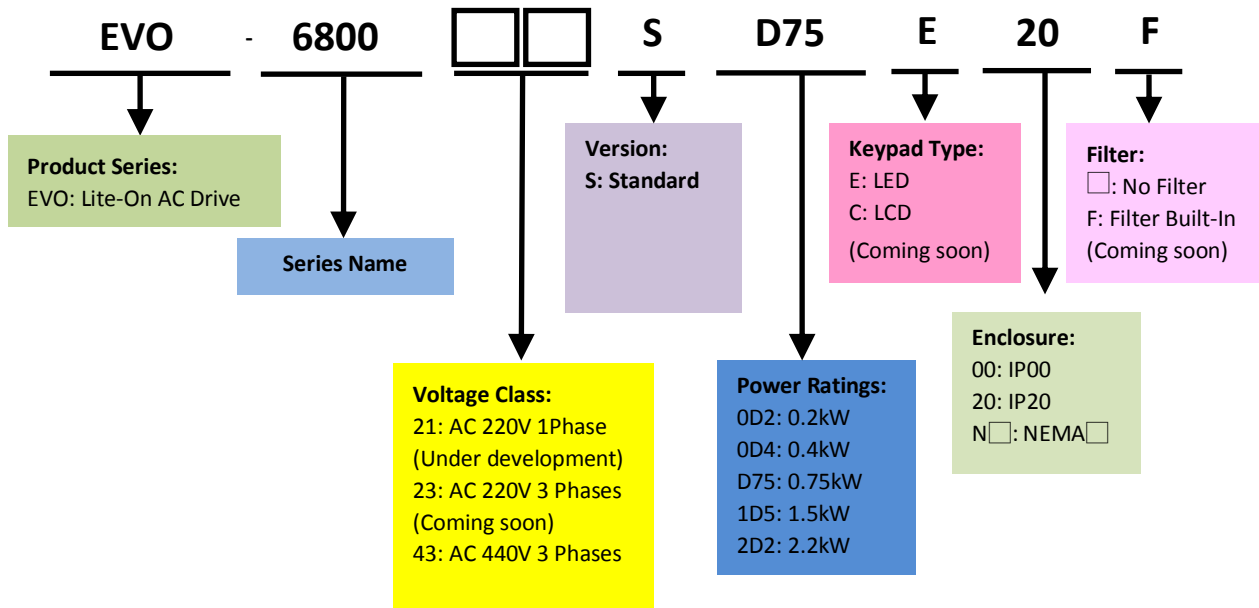 EVO - 6800 □□ S D75 E 20 F
Product Series:
EVO: Lite-On AC Drive
Series Name
Voltage Class:
21: AC 220V 1Phase
(Under development)
23: AC 220V 3 Phases
(Coming soon)
43: AC 440V 3 Phases
Version:
S: Standard
Power Ratings:
0D2: 0.2kW
0D4: 0.4kW
D75: 0.75kW
1D5: 1.5kW
2D2: 2.2kW
Keypad Type:
E: LED
C: LCD
(Coming soon)
Enclosure:
00: IP00
20: IP20
N□: NEMA□
Filter:
□: No Filter
F: Filter Built-In
(Coming soon)